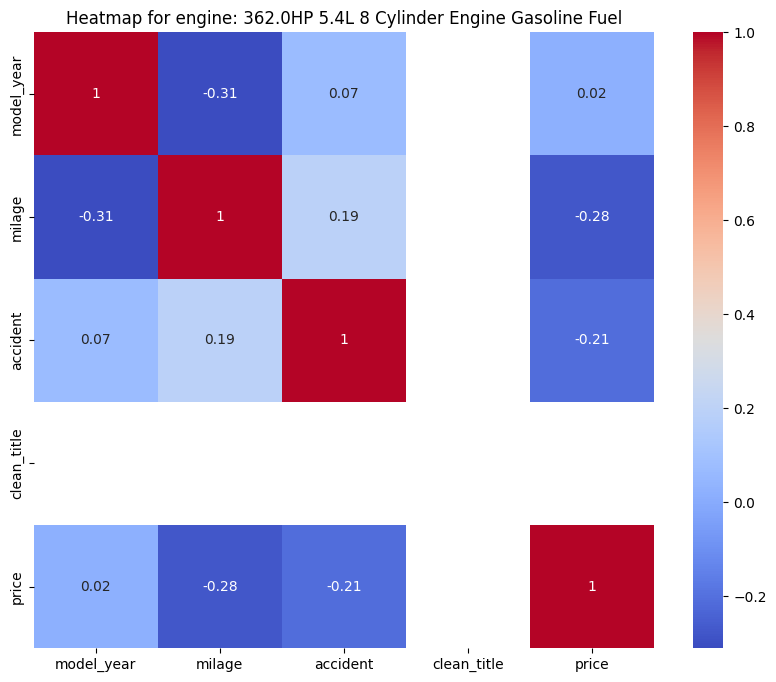 Heatmap for engine: 362.0HP 5.4L 8 Cylinder Engine Gasoline Fuel
model_year 1 -0.31 0.07 0.02
milage -0.31 1 0.19 -0.28
accident 0.07 0.19 1 -0.21
clean_title
price 0.02 -0.28 -0.21 1
model_year milage accident clean_title price
1.0
0.8
0.6
0.4
0.2
0.0
−0.2